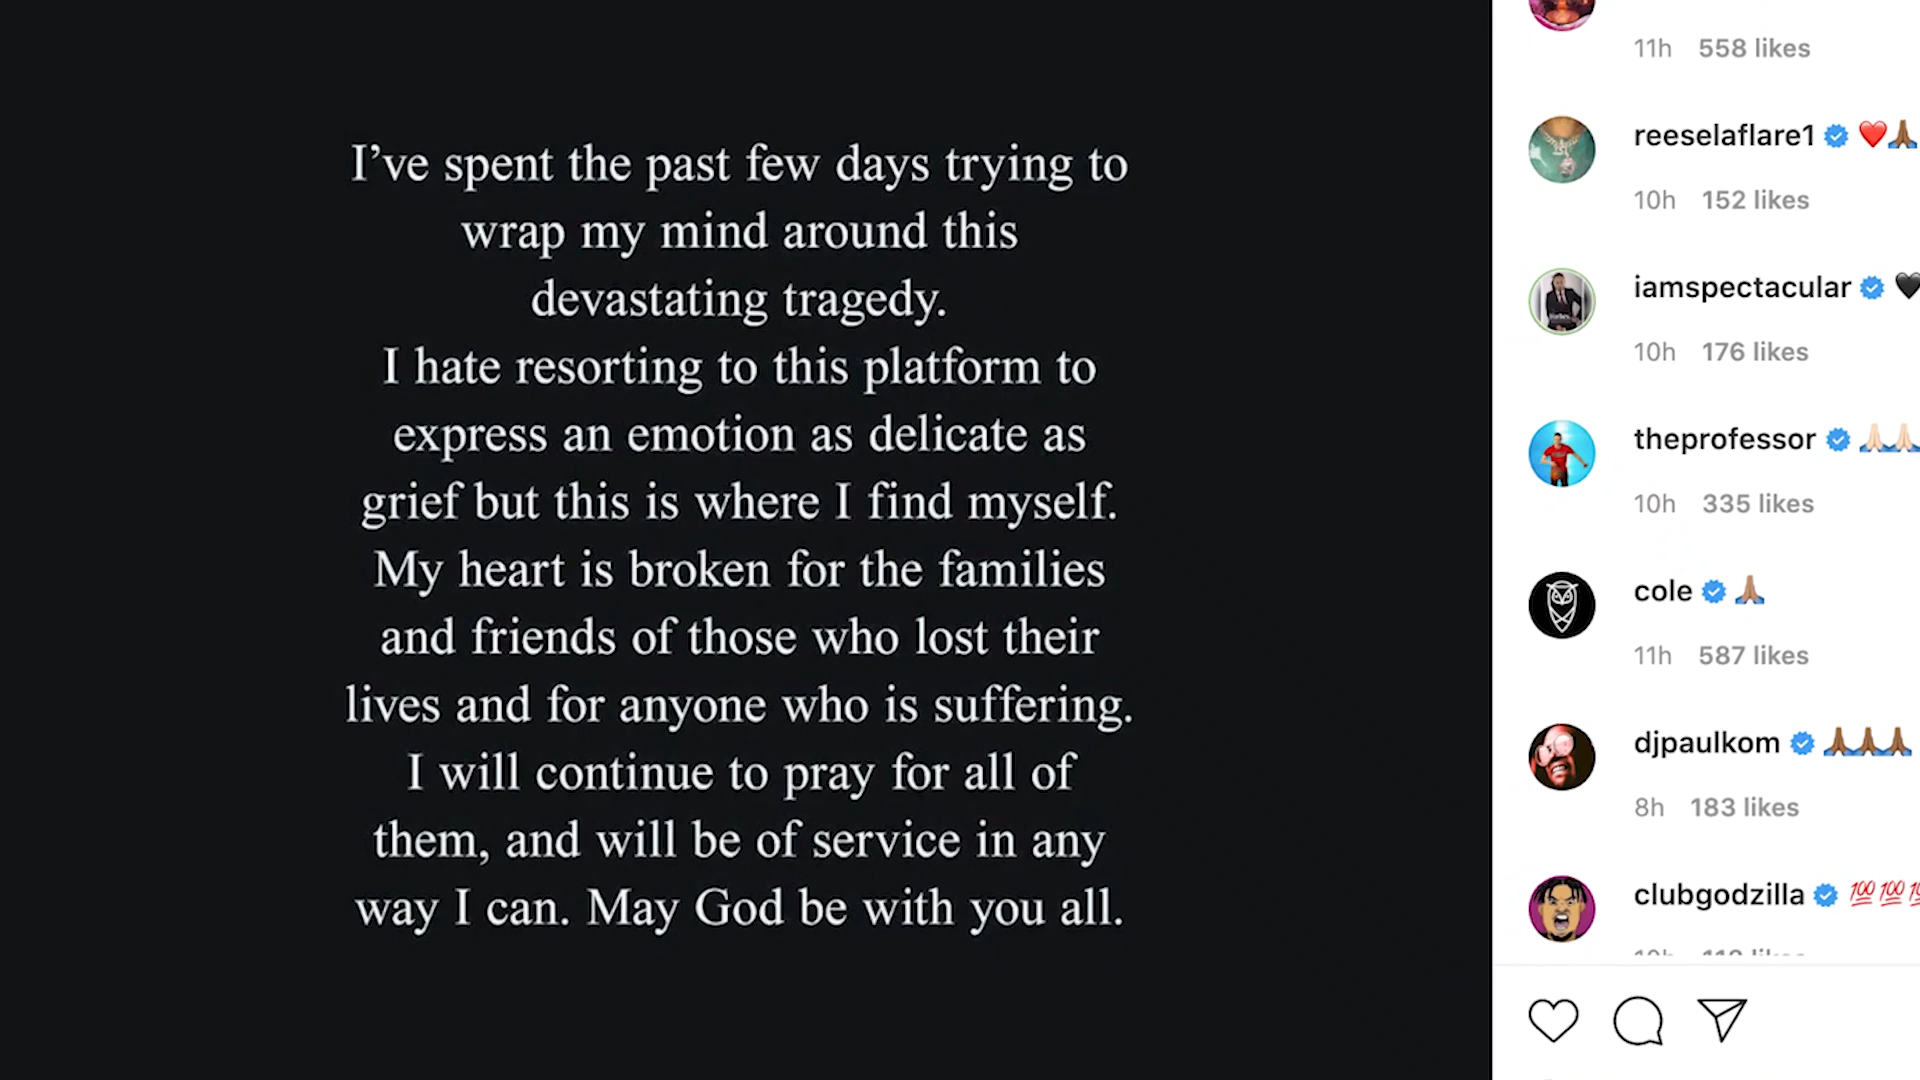 I’ve spent the past few days trying to
wrap my mind around this
devastating tragedy.
I hate resorting to this platform to
express an emotion as delicate as
grief but this is where I find myself.
My heart is broken for the families
and friends of those who lost their
lives and for anyone who is suffering.
I will continue to pray for all of
them, and will be of service in any
way I can. May God be with you all.
11h 558 likes
reeselaflare1 ❤️🙏🏾
10h 152 likes
iamspectacular 🖤
10h 176 likes
theprofessor 🙏🏻🙏🏻
10h 335 likes
cole 🙏🏽
11h 587 likes
djpaulkom 🙏🏾🙏🏾🙏🏾
8h 183 likes
clubgodzilla 💯💯💯